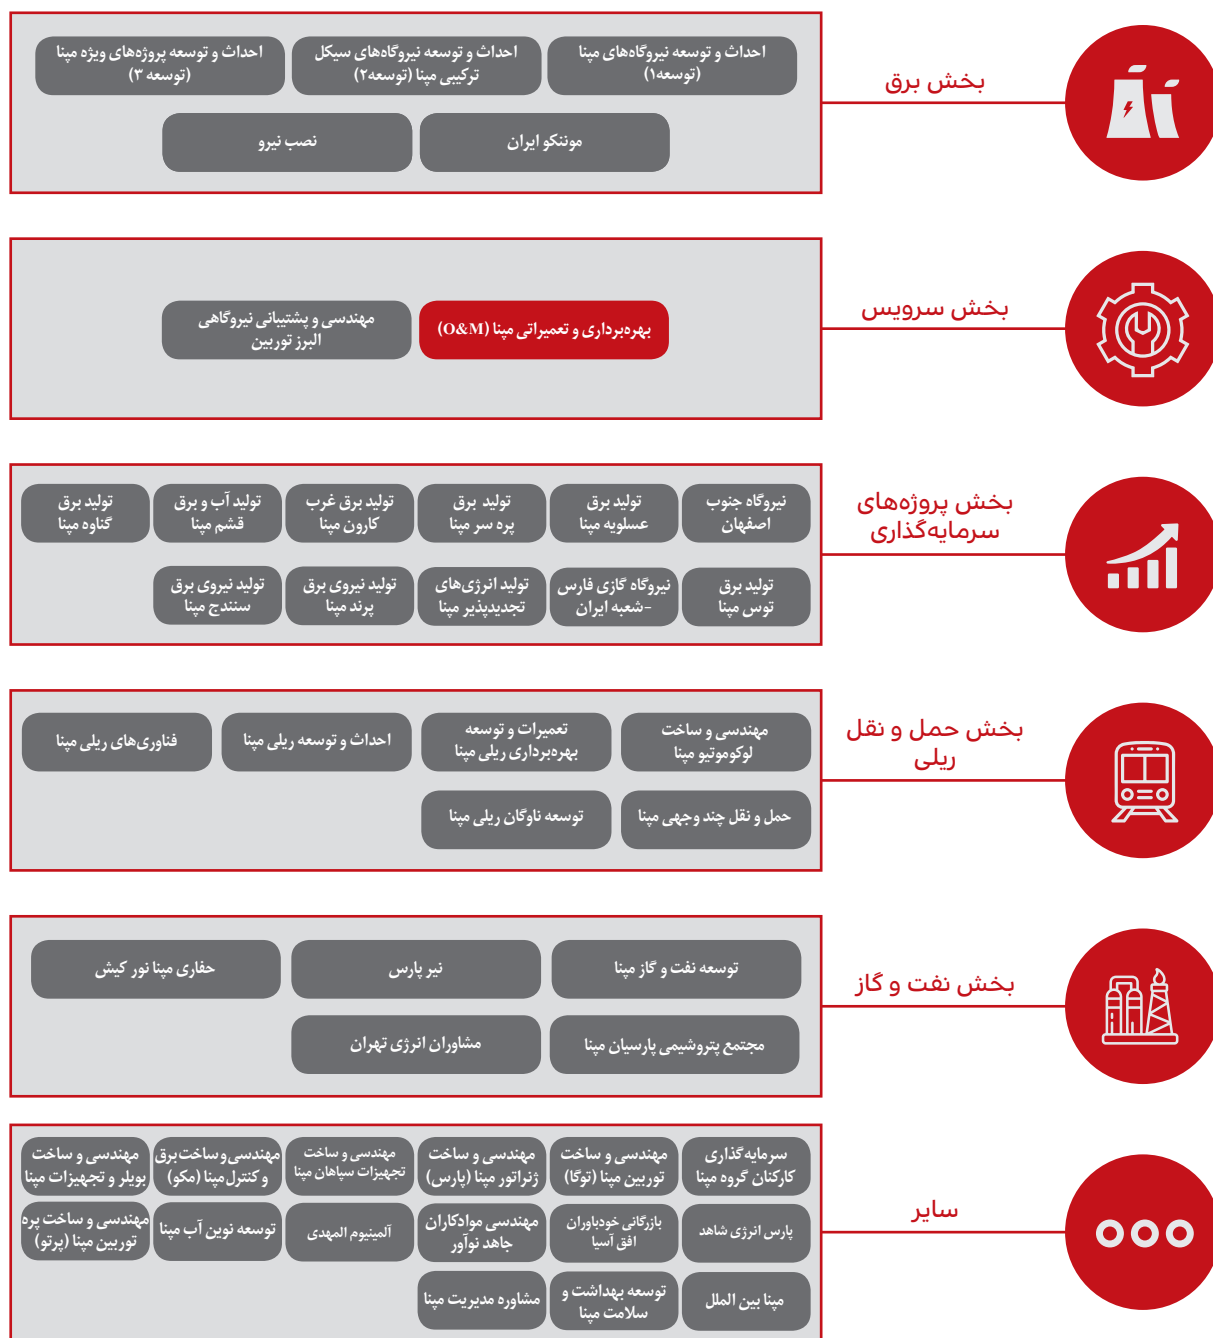 بخش برق
احداث و توسعه نیروگاه‌های مپنا
(توسعه۱)
احداث و توسعه نیروگاه‌های سیکل
ترکیبی مپنا (توسعه۲)
احداث و توسعه پروژه‌های ویژه مپنا
(توسعه ۳)
موننکو ایران
نصب نیرو
بخش سرویس
بهره‌برداری و تعمیراتی مپنا (O&M)
مهندسی و پشتیبانی نیروگاهی
البرز توربین
بخش پروژه‌های
سرمایه‌گذاری
نیروگاه جنوب
اصفهان
تولید برق
عسلویه مپنا
تولید برق
پره سر مپنا
تولید برق غرب
کارون مپنا
تولید آب و برق
قشم مپنا
تولید برق
گناوه مپنا
تولید برق
توس مپنا
نیروگاه گازی فارس
-شعبه ایران
تولید انرژی‌های
تجدیدپذیر مپنا
تولید نیروی برق
پرند مپنا
تولید نیروی برق
سنندج مپنا
بخش حمل و نقل
ریلی
مهندسی و ساخت
لوکوموتیو مپنا
تعمیرات و توسعه
بهره‌برداری ریلی مپنا
احداث و توسعه ریلی مپنا
فناوری‌های ریلی مپنا
حمل و نقل چند وجهی مپنا
توسعه ناوگان ریلی مپنا
بخش نفت و گاز
توسعه نفت و گاز مپنا
نیر پارس
حفاری مپنا نور کیش
مجتمع پتروشیمی پارسیان مپنا
مشاوران انرژی تهران
سایر
سرمایه‌گذاری
کارکنان گروه مپنا
مهندسی و ساخت
توربین مپنا (توگا)
مهندسی و ساخت
ژنراتور مپنا (پارس)
مهندسی و ساخت
تجهیزات سپاهان مپنا
مهندسی و ساخت برق
و کنترل مپنا (مکو)
مهندسی و ساخت
بویلر و تجهیزات مپنا
پارس انرژی شاهد
بازرگانی خودباوران
افق آسیا
مهندسی موادکاران
جاهد نوآور
آلمینیوم المهدی
توسعه نوین آب مپنا
مهندسی و ساخت پره
توربین مپنا (پرتو)
مپنا بین الملل
توسعه بهداشت و
سلامت مپنا
مشاوره مدیریت مپنا